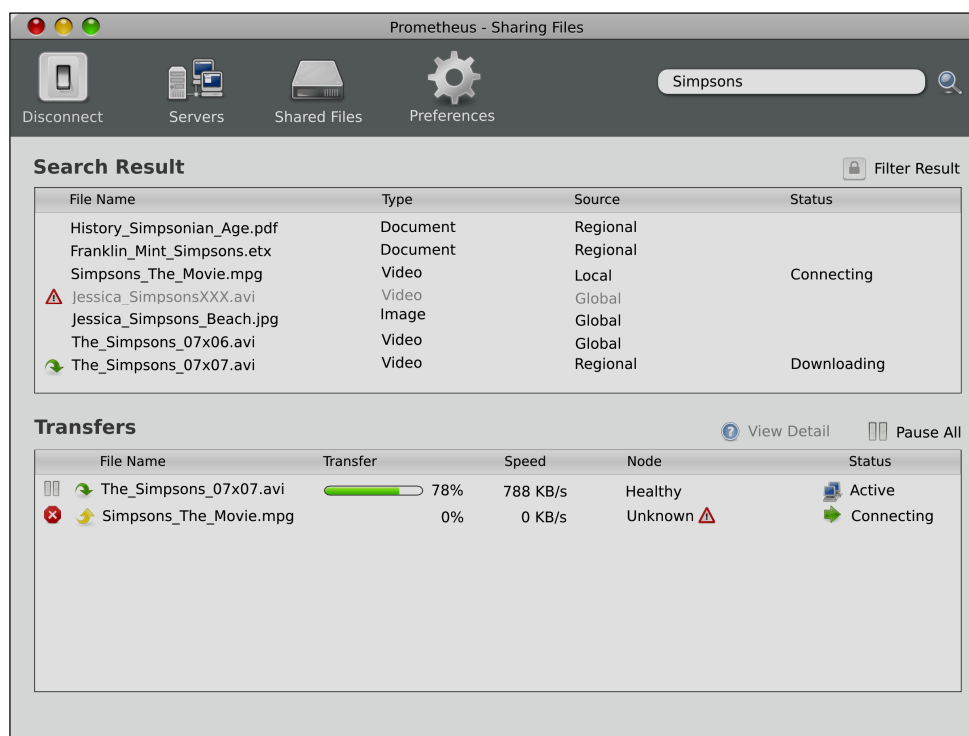 Prometheus - Sharing Files
Simpsons
Disconnect Servers Shared Files Preferences
Search Result
Filter Result
File Name Type Source Status
History_Simpsonian_Age.pdf Document Regional
Franklin_Mint_Simpsons.etx Document Regional
Simpsons_The_Movie.mpg Video Local Connecting
Jessica_SimpsonsXXX.avi Video Global
Jessica_Simpsons_Beach.jpg Image Global
The_Simpsons_07x06.avi Video Global
The_Simpsons_07x07.avi Video Regional Downloading
Transfers
View Detail Pause All
File Name Transfer Speed Node Status
The_Simpsons_07x07.avi 78% 788 KB/s Healthy Active
Simpsons_The_Movie.mpg 0% 0 KB/s Unknown Connecting